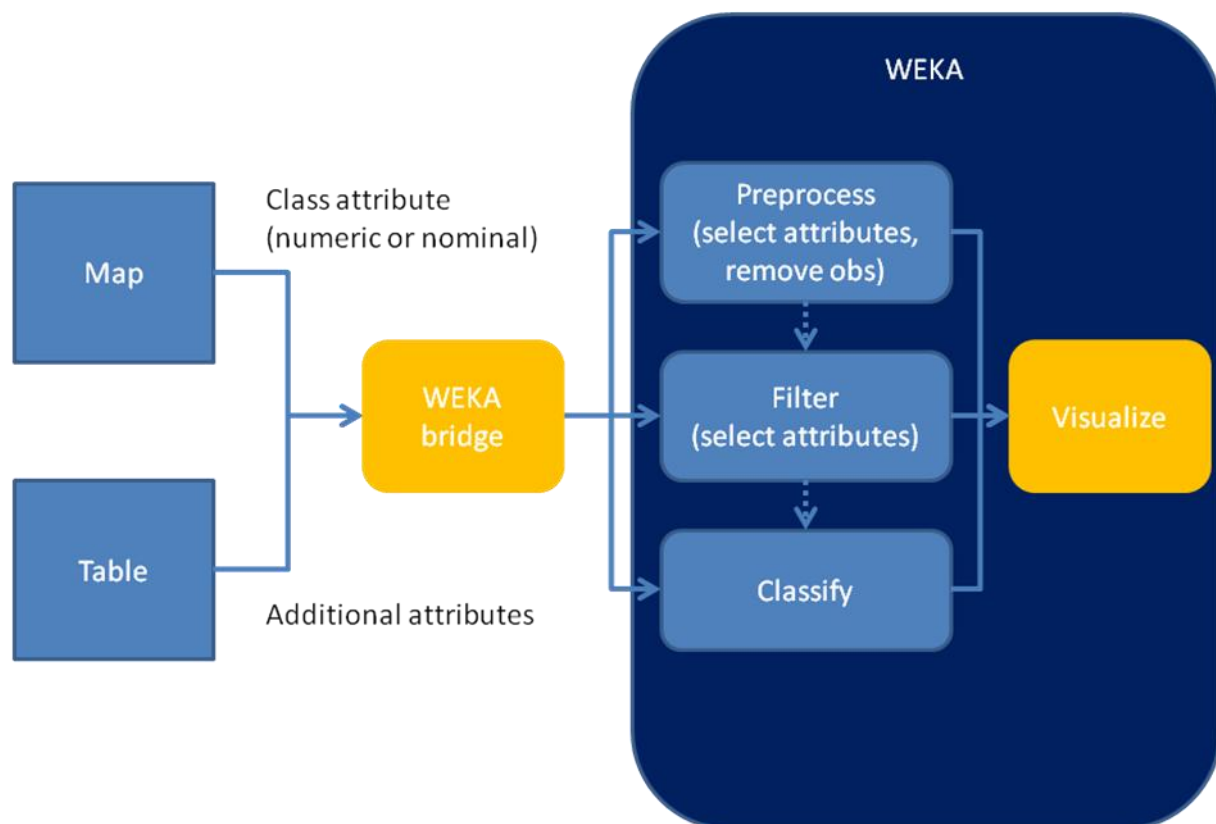 WEKA
Class attribute
(numeric or nominal)
Map
Preprocess
(select attributes,
remove obs)
WEKA
bridge
Filter
(select attributes)
Visualize
Table
Additional attributes
Classify